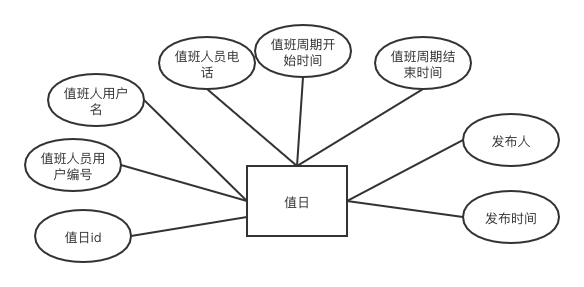 值班人员电
话
值班周期开
始时间
值班周期结
束时间
值班人用户
名
发布人
值班人员用
户编号
值日
发布时间
值日id